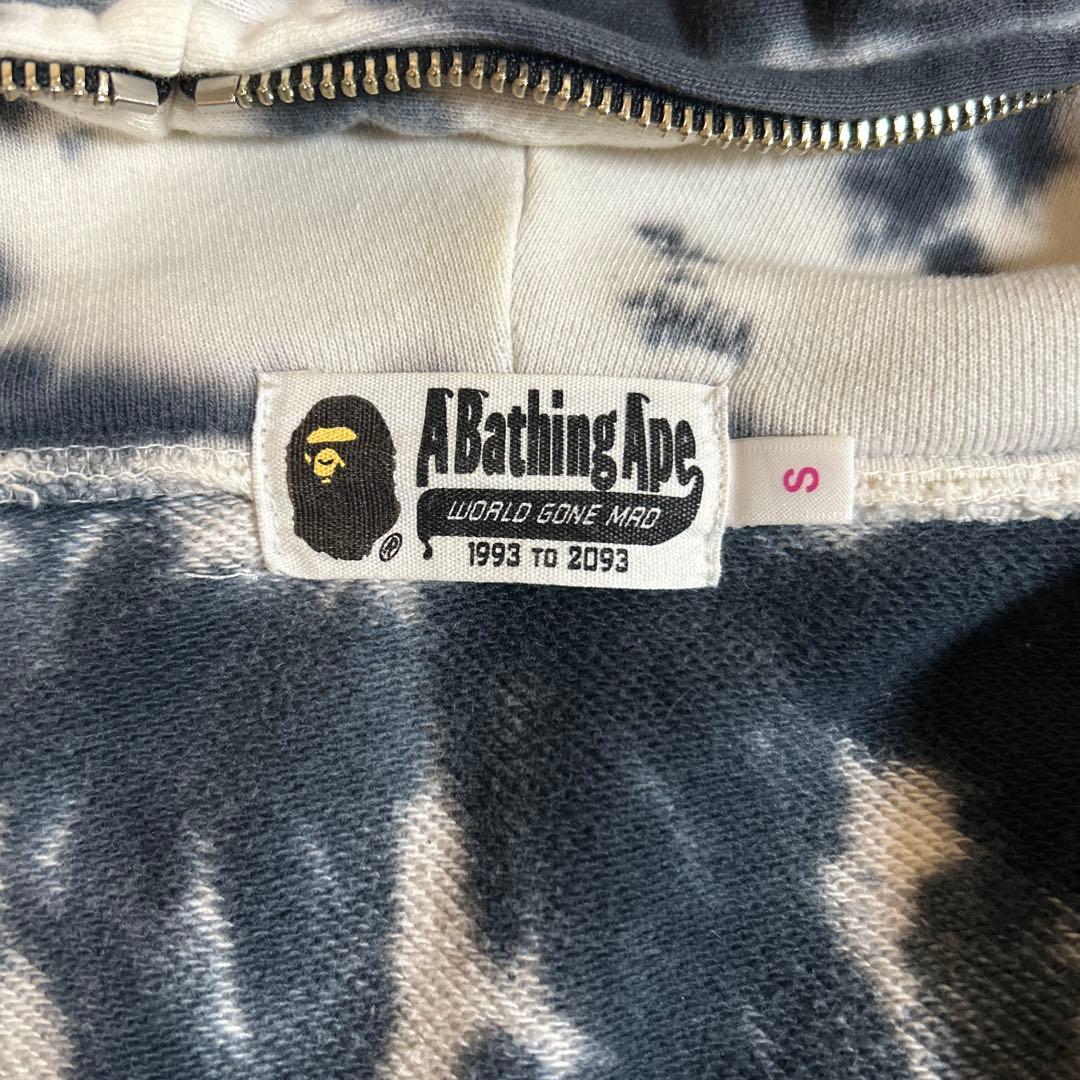 A Bathing Ape
WORLD GONE MAD
1993 TO 2093
®
S